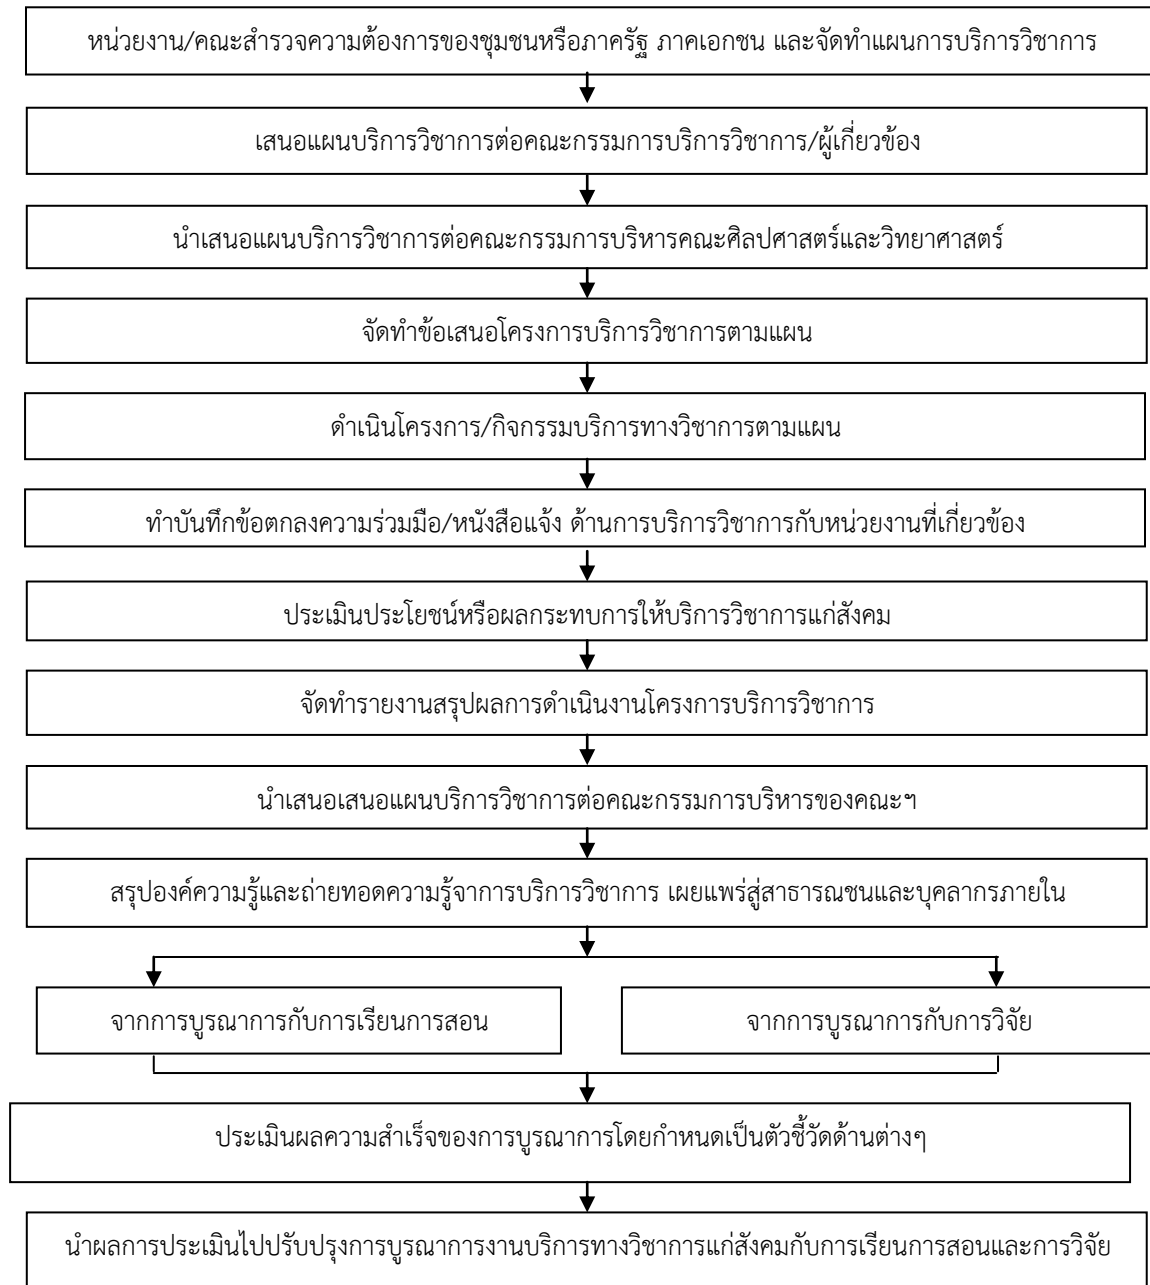 หน่วยงาน/คณะสำรวจความต้องการของชุมชนหรือภาครัฐ ภาคเอกชน และจัดทำแผนการบริการวิชาการ
เสนอแผนบริการวิชาการต่อคณะกรรมการบริการวิชาการ/ผู้เกี่ยวข้อง
นำเสนอแผนบริการวิชาการต่อคณะกรรมการบริหารคณะศิลปศาสตร์และวิทยาศาสตร์
จัดทำข้อเสนอโครงการบริการวิชาการตามแผน
ดำเนินโครงการ/กิจกรรมบริการทางวิชาการตามแผน
ทำบันทึกข้อตกลงความร่วมมือ/หนังสือแจ้ง ด้านการบริการวิชาการกับหน่วยงานที่เกี่ยวข้อง
ประเมินประโยชน์หรือผลกระทบการให้บริการวิชาการแก่สังคม
จัดทำรายงานสรุปผลการดำเนินงานโครงการบริการวิชาการ
นำเสนอเสนอแผนบริการวิชาการต่อคณะกรรมการบริหารของคณะฯ
สรุปองค์ความรู้และถ่ายทอดความรู้จาการบริการวิชาการ เผยแพร่สู่สาธารณชนและบุคลากรภายใน
จากการบูรณาการกับการเรียนการสอน
จากการบูรณาการกับการวิจัย
ประเมินผลความสำเร็จของการบูรณาการโดยกำหนดเป็นตัวชี้วัดด้านต่างๆ
นำผลการประเมินไปปรับปรุงการบูรณาการงานบริการทางวิชาการแก่สังคมกับการเรียนการสอนและการวิจัย